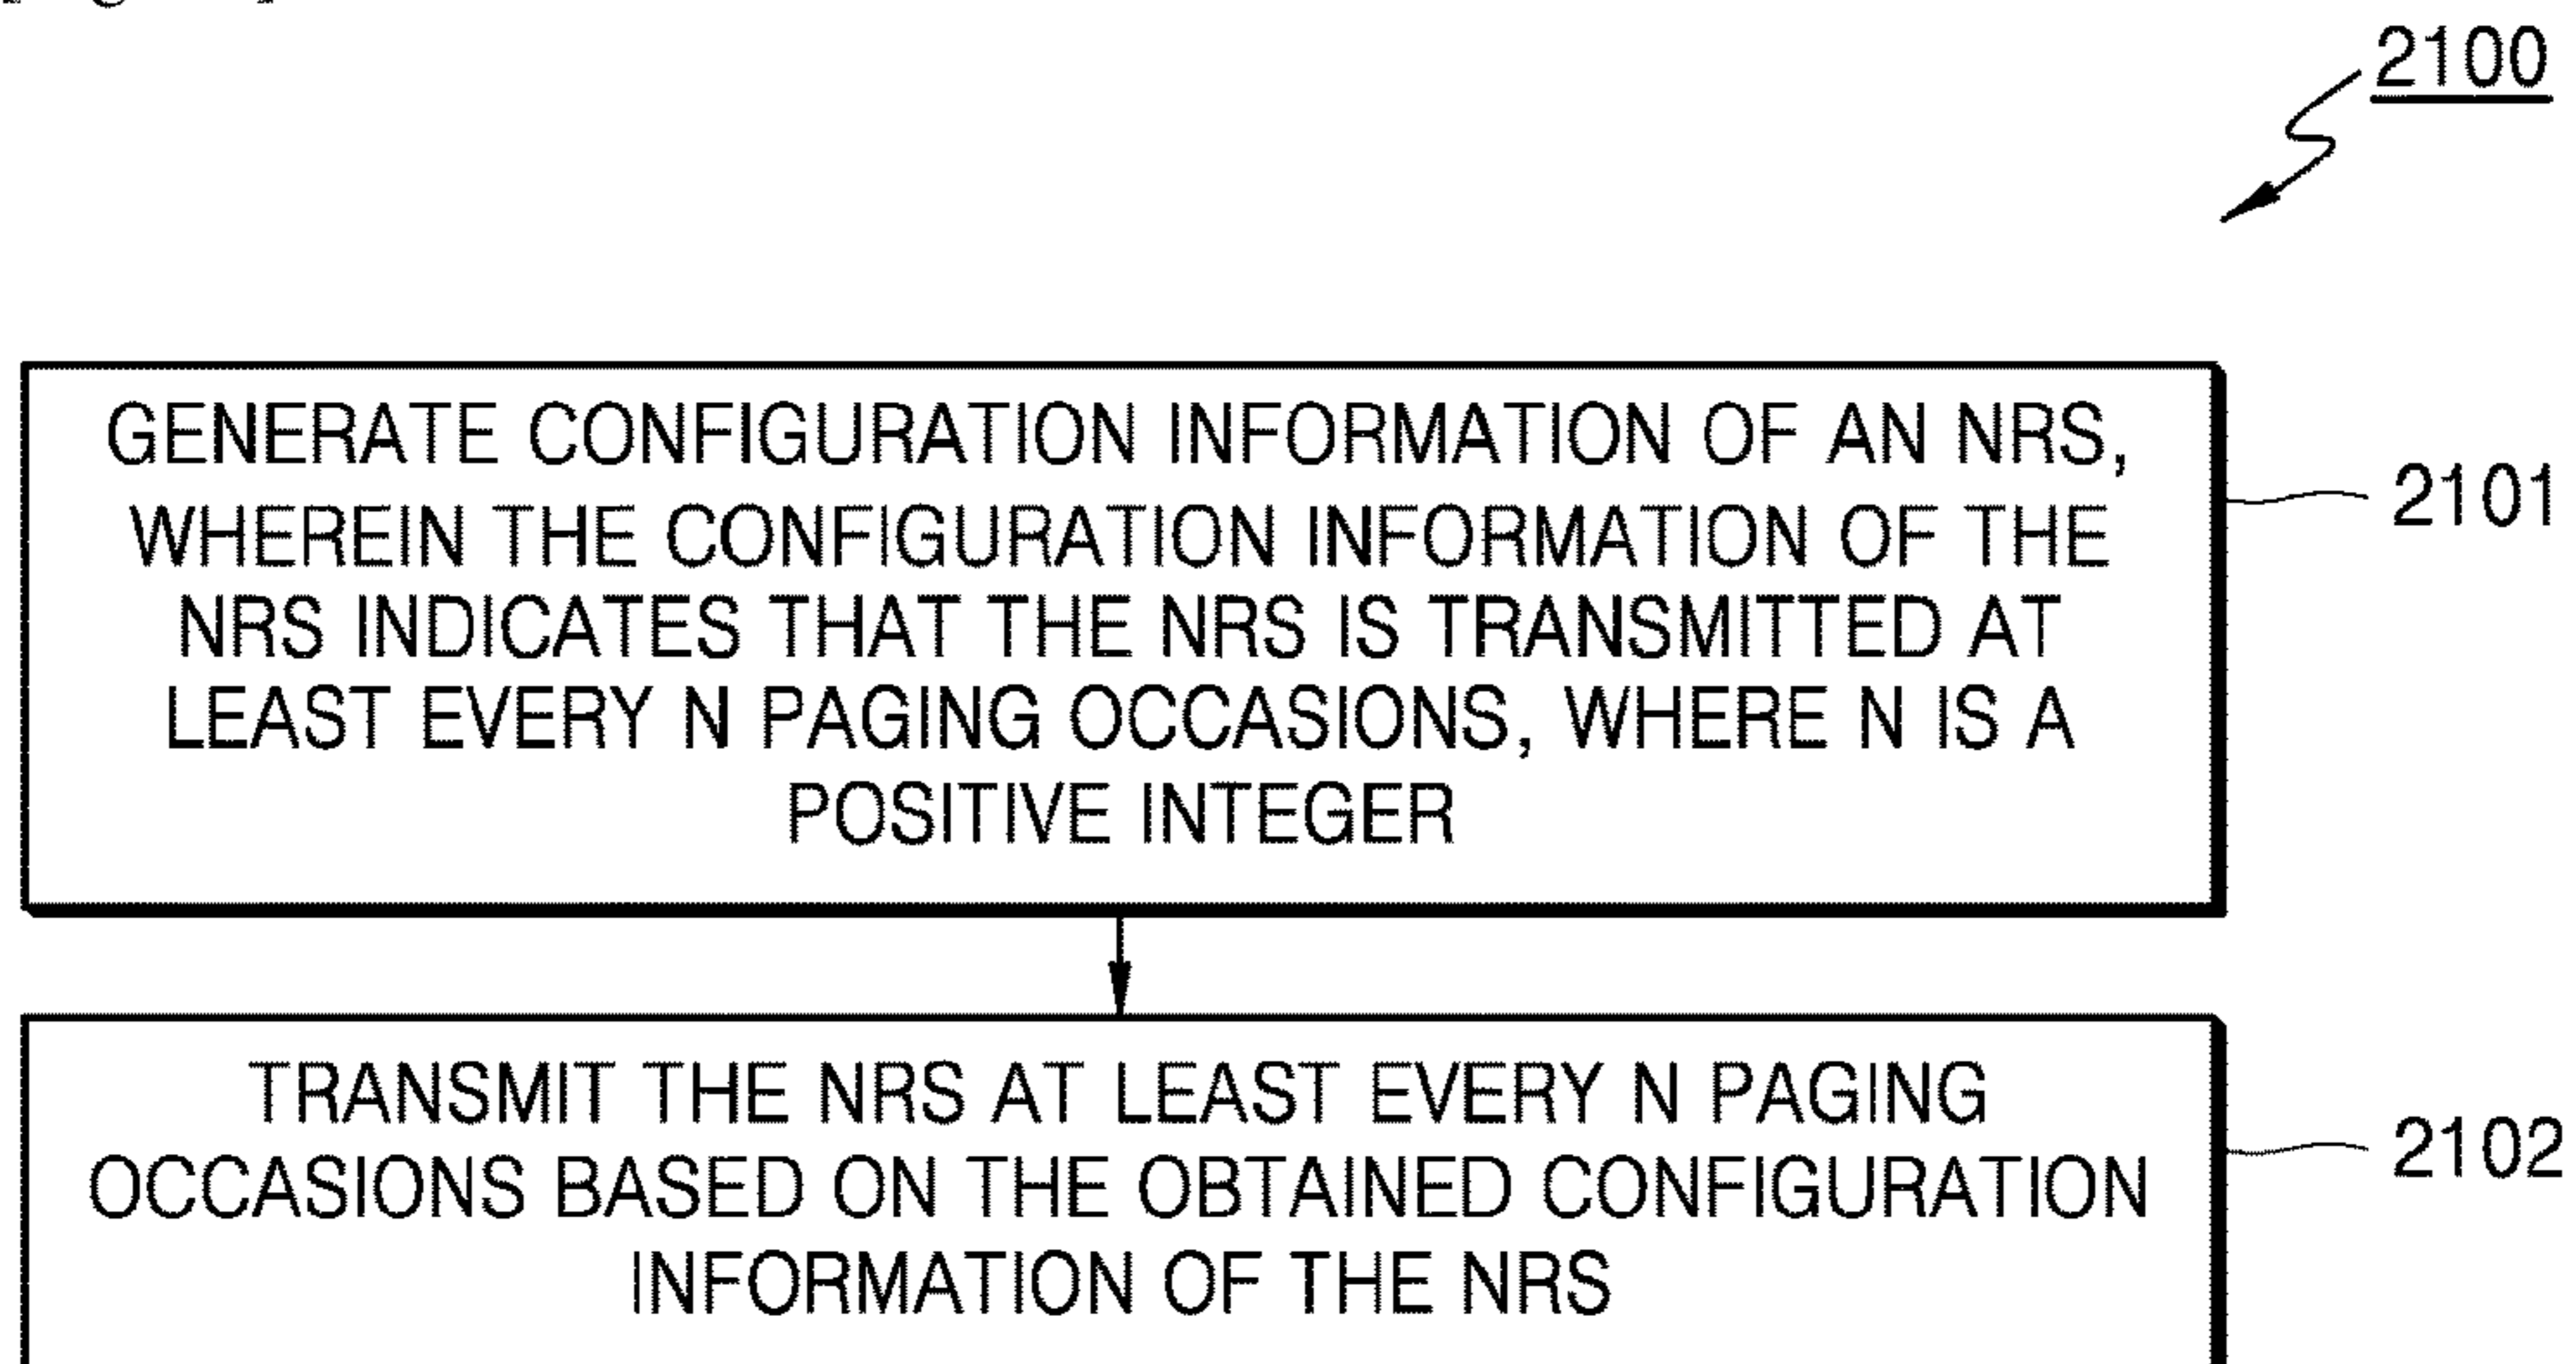 2100
GENERATE CONFIGURATION INFORMATION OF AN NRS,
WHEREIN THE CONFIGURATION INFORMATION OF THE
NRS INDICATES THAT THE NRS IS TRANSMITTED AT
LEAST EVERY N PAGING OCCASIONS, WHERE N IS A
POSITIVE INTEGER
2101
TRANSMIT THE NRS AT LEAST EVERY N PAGING
OCCASIONS BASED ON THE OBTAINED CONFIGURATION
INFORMATION OF THE NRS
2102